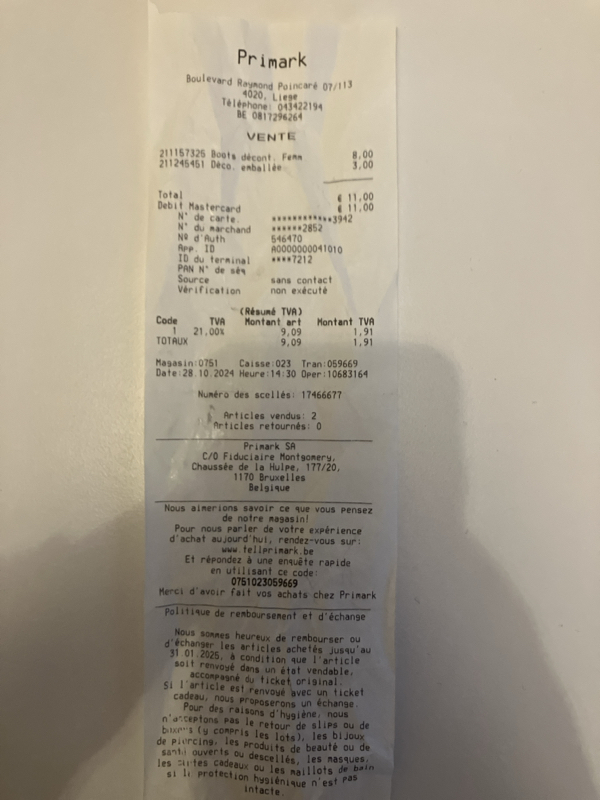 Primark
Boulevard Raymond Poincaré 07/113
4020, Liege
Téléphone: 043422194
BE 0817296264
VENTE
211157325 Boots décont. Femm 8,00
211245451 Déco. emballée 3,00
Total € 11,00
Debit Mastercard € 11,00
N° de carte. ************3942
N° du marchand ******2852
Nº d'Auth 546470
App. ID A0000000041010
ID du terminal ****7212
PAN N° de séq
Source sans contact
Vérification non exécuté
(Résumé TVA)
Code TVA Montant art Montant TVA
1 21,00% 9,09 1,91
TOTAUX 9,09 1,91
Magasin:0751 Caisse:023 Tran:059669
Date:28.10.2024 Heure:14:30 Oper:10683164
Numéro des scellés: 17466677
Articles vendus: 2
Articles retournés: 0
Primark SA
C/O Fiduciaire Montgomery,
Chaussée de la Hulpe, 177/20,
1170 Bruxelles
Belgique
Nous aimerions savoir ce que vous pensez
de notre magasin!
Pour nous parler de votre expérience
d'achat aujourd'hui, rendez-vous sur:
www.tellprimark.be
Et répondez à une enquête rapide
en utilisant ce code:
0751023059669
Merci d'avoir fait vos achats chez Primark
Politique de remboursement et d'échange
Nous sommes heureux de rembourser ou
d'échanger les articles achetés jusqu'au
31.01.2025, à condition que l'article
soit renvoyé dans un état vendable,
accompagné du ticket original.
Si l'article est renvoyé avec un ticket
cadeau, nous proposerons un échange.
Pour des raisons d'hygiène, nous
n'acceptons pas le retour de slips ou de
boxers (y compris les lots), les bijoux
de piercing, les produits de beauté ou de
santé ouverts ou descellés, les masques,
les cartes cadeaux ou les maillots de bain
si la protection hygiénique n'est pas
intacte.